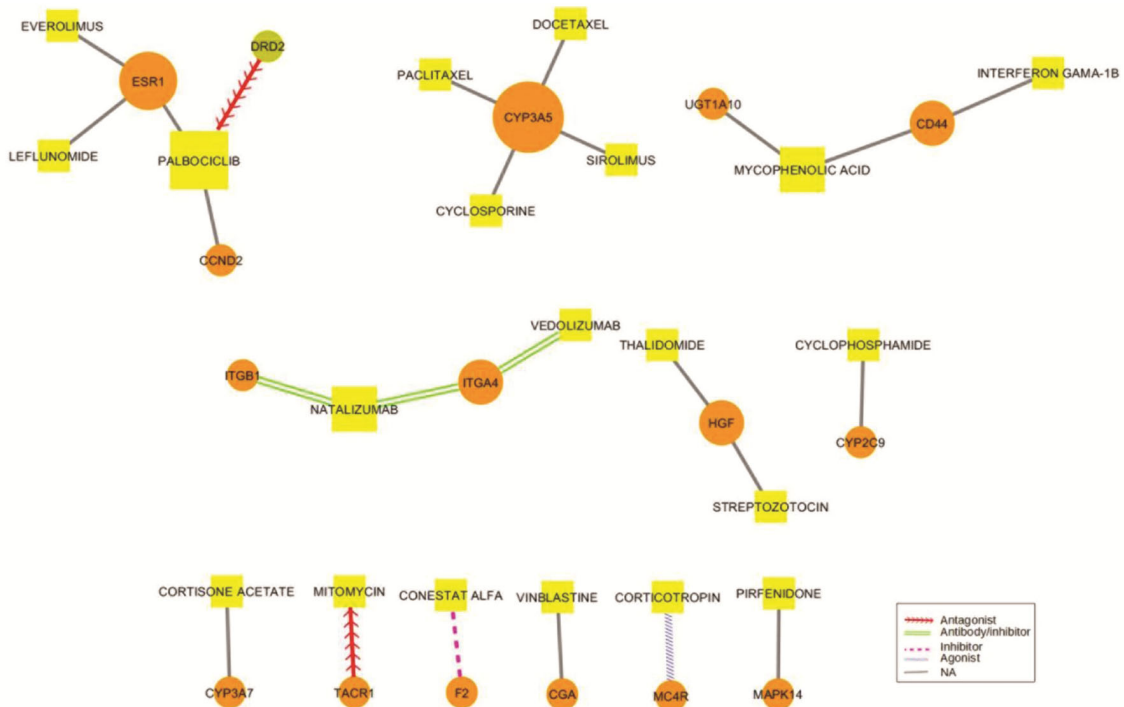 EVEROLIMUS
DRD2
ESR1
LEFLUNOMIDE
PALBOCICLIB
CCND2
DOCETAXEL
PACLITAXEL
CYP3A5
SIROLIMUS
CYCLOSPORINE
INTERFERON GAMA-1B
UGT1A10
CD44
MYCOPHENOLIC ACID
VEDOLIZUMAB
ITGB1
ITGA4
NATALIZUMAB
THALIDOMIDE
HGF
STREPTOZOTOCIN
CYCLOPHOSPHAMIDE
CYP2C9
CORTISONE ACETATE
MITOMYCIN
CONESTAT ALFA
VINBLASTINE
CORTICOTROPIN
PIRFENIDONE
CYP3A7
TACR1
F2
CGA
MC4R
MAPK14
Antagonist
Antibody/inhibitor
Inhibitor
Agonist
NA